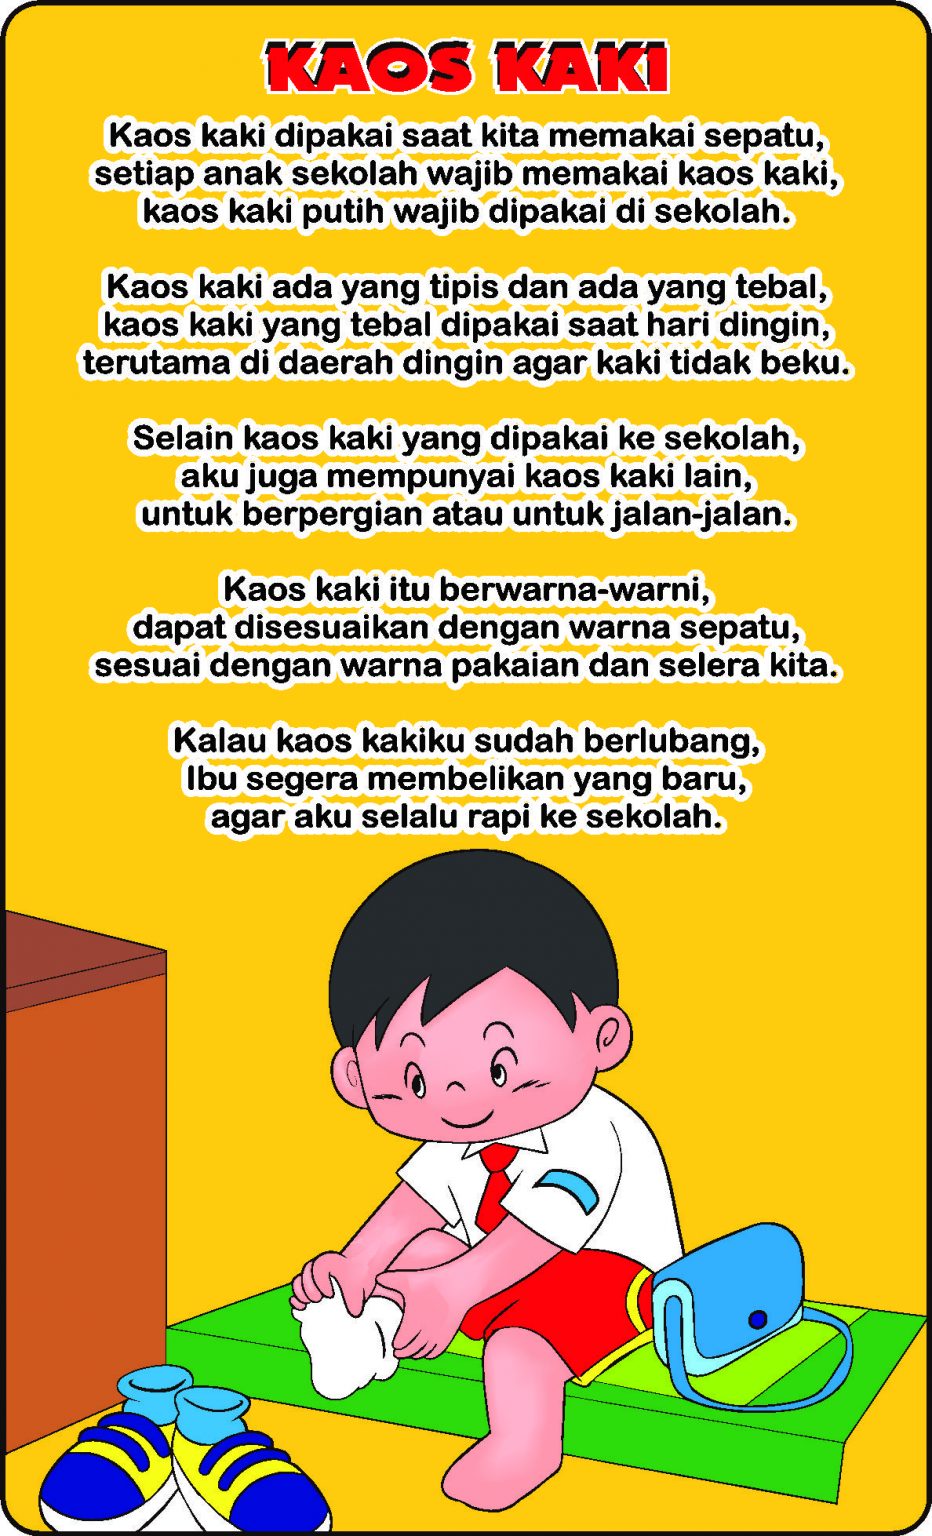 KAOS KAKI
Kaos kaki dipakai saat kita memakai sepatu,
setiap anak sekolah wajib memakai kaos kaki,
kaos kaki putih wajib dipakai di sekolah.
Kaos kaki ada yang tipis dan ada yang tebal,
kaos kaki yang tebal dipakai saat hari dingin,
terutama di daerah dingin agar kaki tidak beku.
Selain kaos kaki yang dipakai ke sekolah,
aku juga mempunyai kaos kaki lain,
untuk berpergian atau untuk jalan-jalan.
Kaos kaki itu berwarna-warni,
dapat disesuaikan dengan warna sepatu,
sesuai dengan warna pakaian dan selera kita.
Kalau kaos kakiku sudah berlubang,
Ibu segera membelikan yang baru,
agar aku selalu rapi ke sekolah.